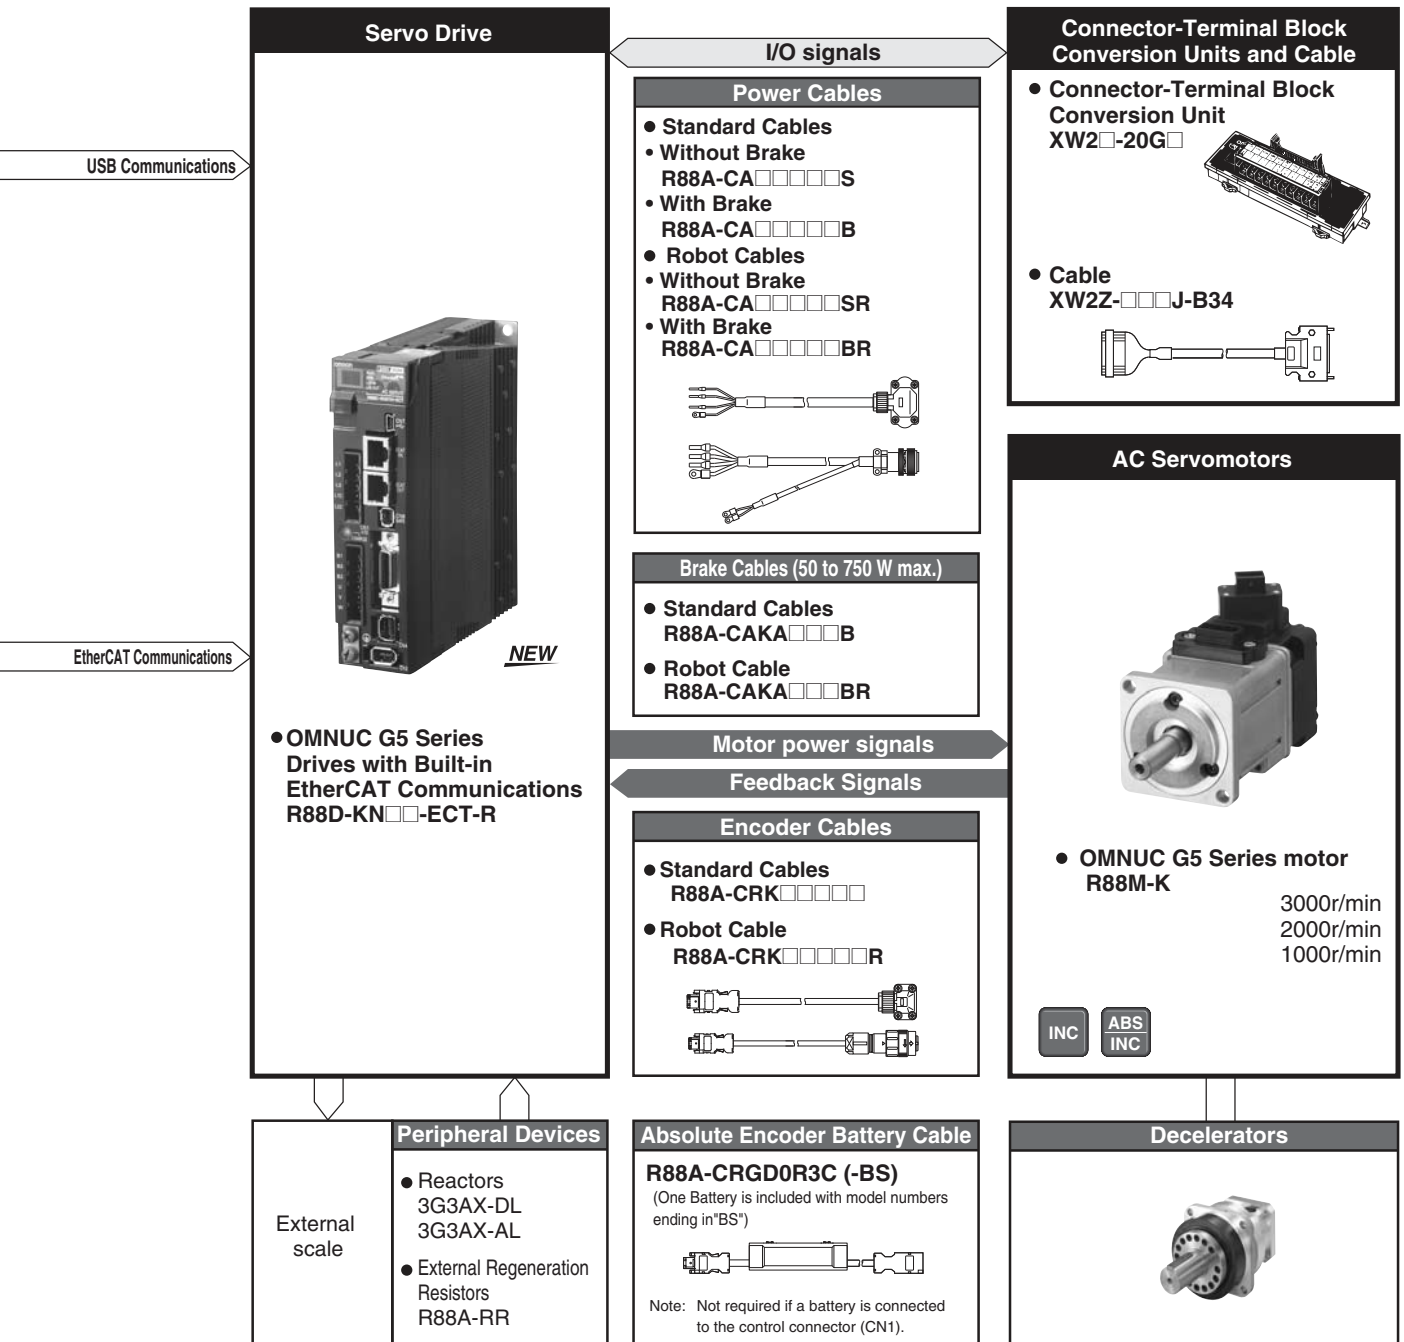 Servo Drive
USB Communications
EtherCAT Communications
NEW
●OMNUC G5 Series
Drives with Built-in
EtherCAT Communications
R88D-KN□□-ECT-R
I/O signals
Power Cables
● Standard Cables
• Without Brake
R88A-CA□□□□□S
• With Brake
R88A-CA□□□□□B
● Robot Cables
• Without Brake
R88A-CA□□□□□SR
• With Brake
R88A-CA□□□□□BR
Brake Cables (50 to 750 W max.)
● Standard Cables
R88A-CAKA□□□B
● Robot Cable
R88A-CAKA□□□BR
Motor power signals
Feedback Signals
Encoder Cables
● Standard Cables
R88A-CRK□□□□□
● Robot Cable
R88A-CRK□□□□□R
Connector-Terminal Block
Conversion Units and Cable
● Connector-Terminal Block
Conversion Unit
XW2□-20G□
● Cable
XW2Z-□□□J-B34
AC Servomotors
● OMNUC G5 Series motor
R88M-K
3000r/min
2000r/min
1000r/min
INC
ABS
INC
External
scale
Peripheral Devices
● Reactors
3G3AX-DL
3G3AX-AL
● External Regeneration
Resistors
R88A-RR
Absolute Encoder Battery Cable
R88A-CRGD0R3C (-BS)
(One Battery is included with model numbers
ending in"BS")
Note: Not required if a battery is connected
to the control connector (CN1).
Decelerators